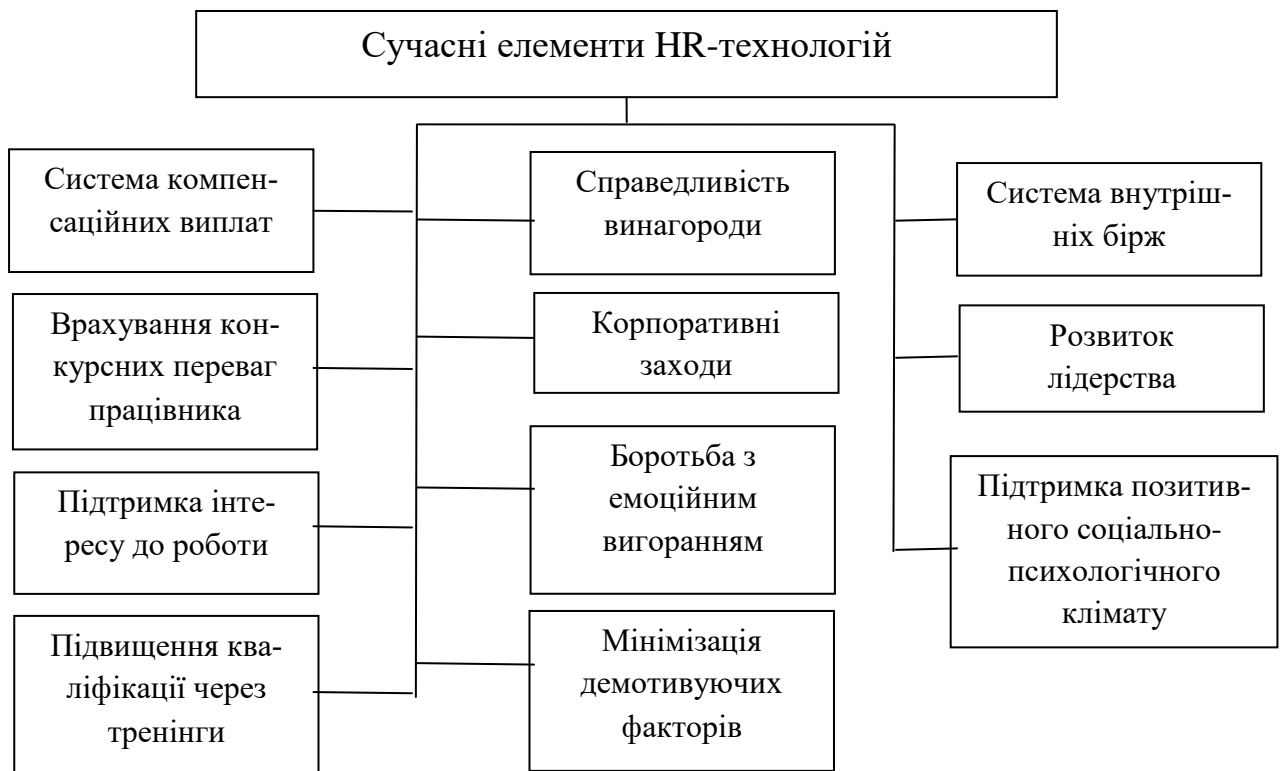 Сучасні елементи HR-технологій
Система компен-
саційних виплат
Врахування кон-
курсних переваг
працівника
Підтримка інте-
ресу до роботи
Підвищення ква-
ліфікації через
тренінги
Справедливість
винагороди
Корпоративні
заходи
Боротьба з
емоційним
вигоранням
Мінімізація
демотивуючих
факторів
Система внутріш-
ніх бірж
Розвиток
лідерства
Підтримка позитив-
ного соціально-
психологічного
клімату